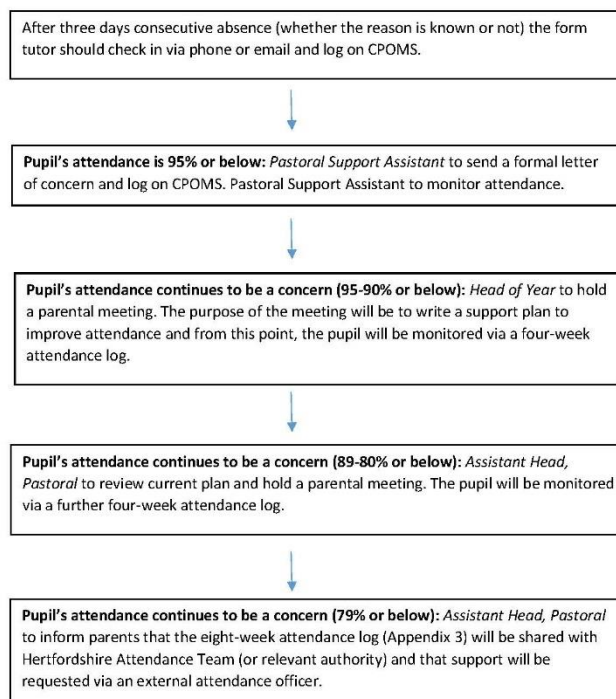 After three days consecutive absence (whether the reason is known or not) the form
tutor should check in via phone or email and log on CPOMS.
Pupil's attendance is 95% or below: Pastoral Support Assistant to send a formal letter
of concern and log on CPOMS. Pastoral Support Assistant to monitor attendance.
Pupil's attendance continues to be a concern (95-90% or below): Head of Year to hold
a parental meeting. The purpose of the meeting will be to write a support plan to
improve attendance and from this point, the pupil will be monitored via a four-week
attendance log.
Pupil's attendance continues to be a concern (89-80% or below): Assistant Head,
Pastoral to review current plan and hold a parental meeting. The pupil will be monitored
via a further four-week attendance log.
Pupil's attendance continues to be a concern (79% or below): Assistant Head, Pastoral
to inform parents that the eight-week attendance log (Appendix 3) will be shared with
Hertfordshire Attendance Team (or relevant authority) and that support will be
requested via an external attendance officer.